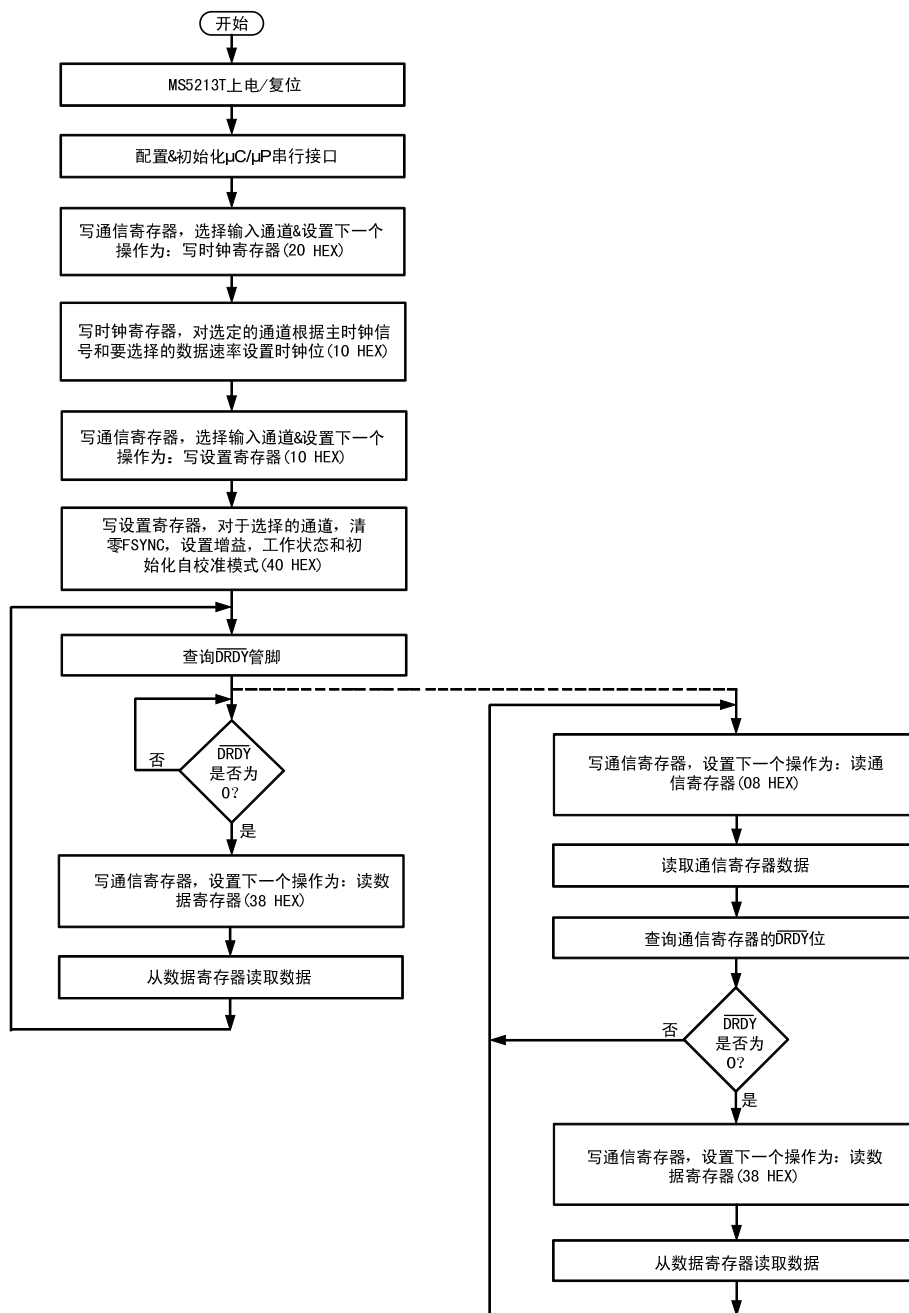 开始
MS5213T上电/复位
配置&初始化μC/μP串行接口
写通信寄存器，选择输入通道&设置下一个
操作为：写时钟寄存器(20 HEX)
写时钟寄存器，对选定的通道根据主时钟信
号和要选择的数据速率设置时钟位(10 HEX)
写通信寄存器，选择输入通道&设置下一个
操作为：写设置寄存器(10 HEX)
写设置寄存器，对于选择的通道，清
零FSYNC，设置增益，工作状态和初
始化自校准模式(40 HEX)
查询D̅R̅D̅Y̅管脚
否
D̅R̅D̅Y̅
是否为
0?
是
写通信寄存器，设置下一个操作为：读数
据寄存器(38 HEX)
从数据寄存器读取数据
写通信寄存器，设置下一个操作为：读通
信寄存器(08 HEX)
读取通信寄存器数据
查询通信寄存器的D̅R̅D̅Y̅位
否
D̅R̅D̅Y̅
是否为
0?
是
写通信寄存器，设置下一个操作为：读数
据寄存器(38 HEX)
从数据寄存器读取数据